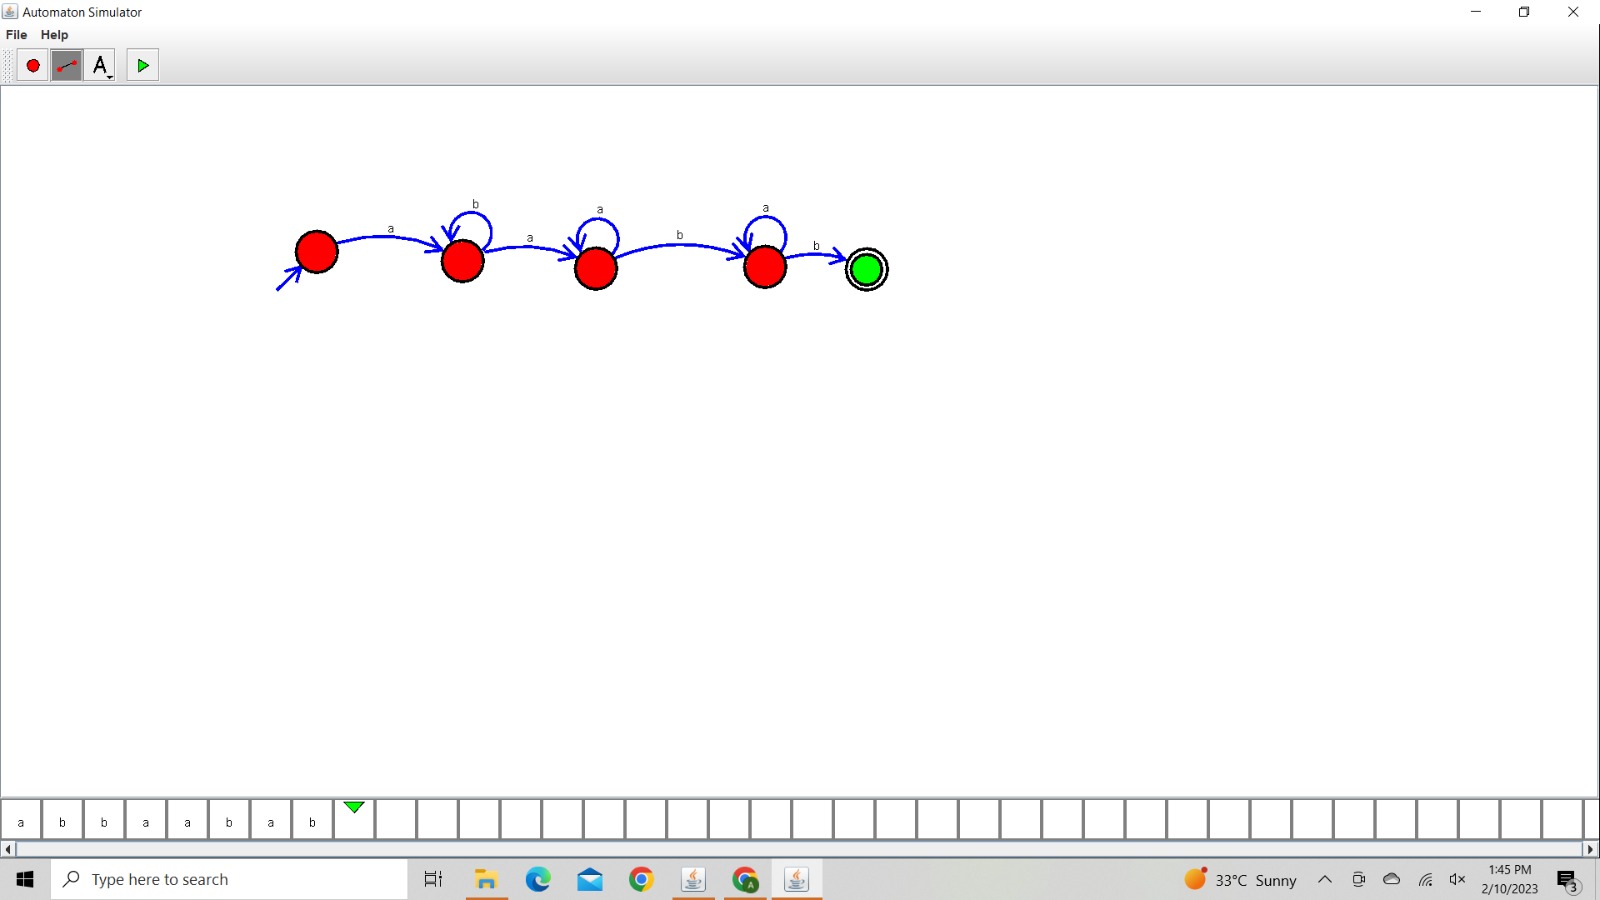 Automaton Simulator
File Help
A
b a a
a a b b
a b b a a b a b
Type here to search
A
33°C Sunny
1:45 PM
2/10/2023
3